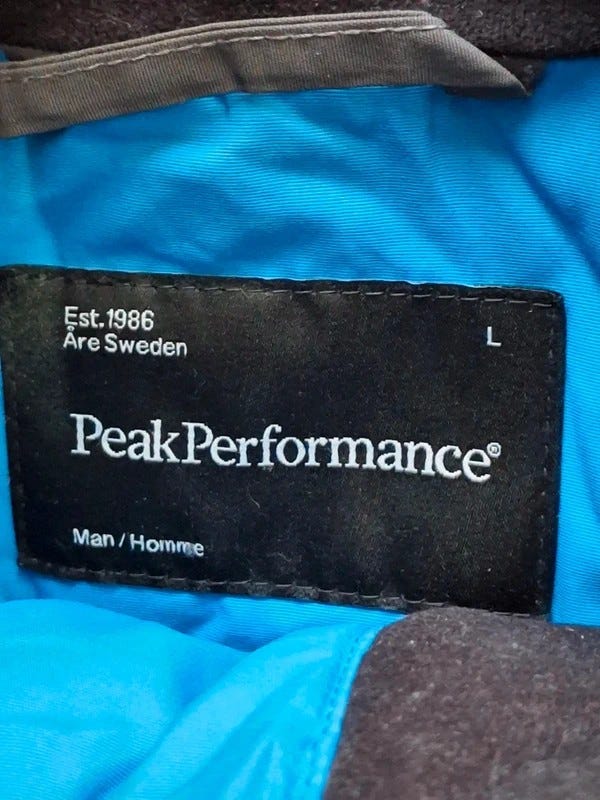 Est.1986
Åre Sweden
L
PeakPerformance®
Man / Homme